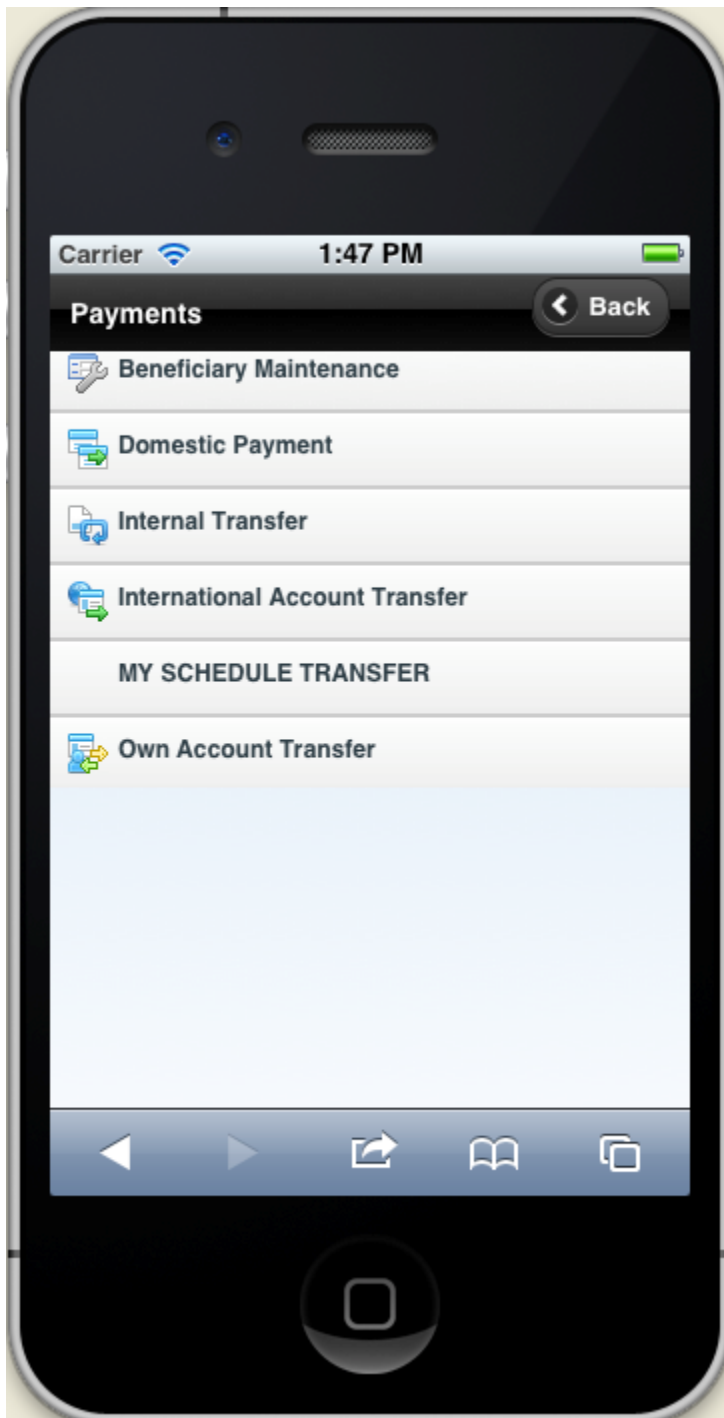 Carrier 1:47 PM
Payments Back
Beneficiary Maintenance
Domestic Payment
Internal Transfer
International Account Transfer
MY SCHEDULE TRANSFER
Own Account Transfer